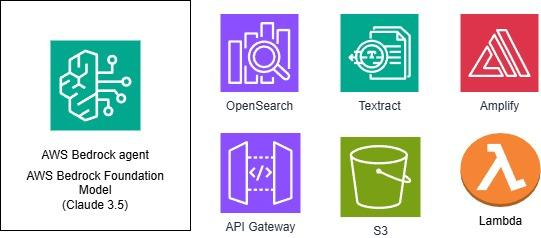 AWS Bedrock agent
AWS Bedrock Foundation
Model
(Claude 3.5)
OpenSearch
Textract
Amplify
</>
API Gateway
S3
Lambda